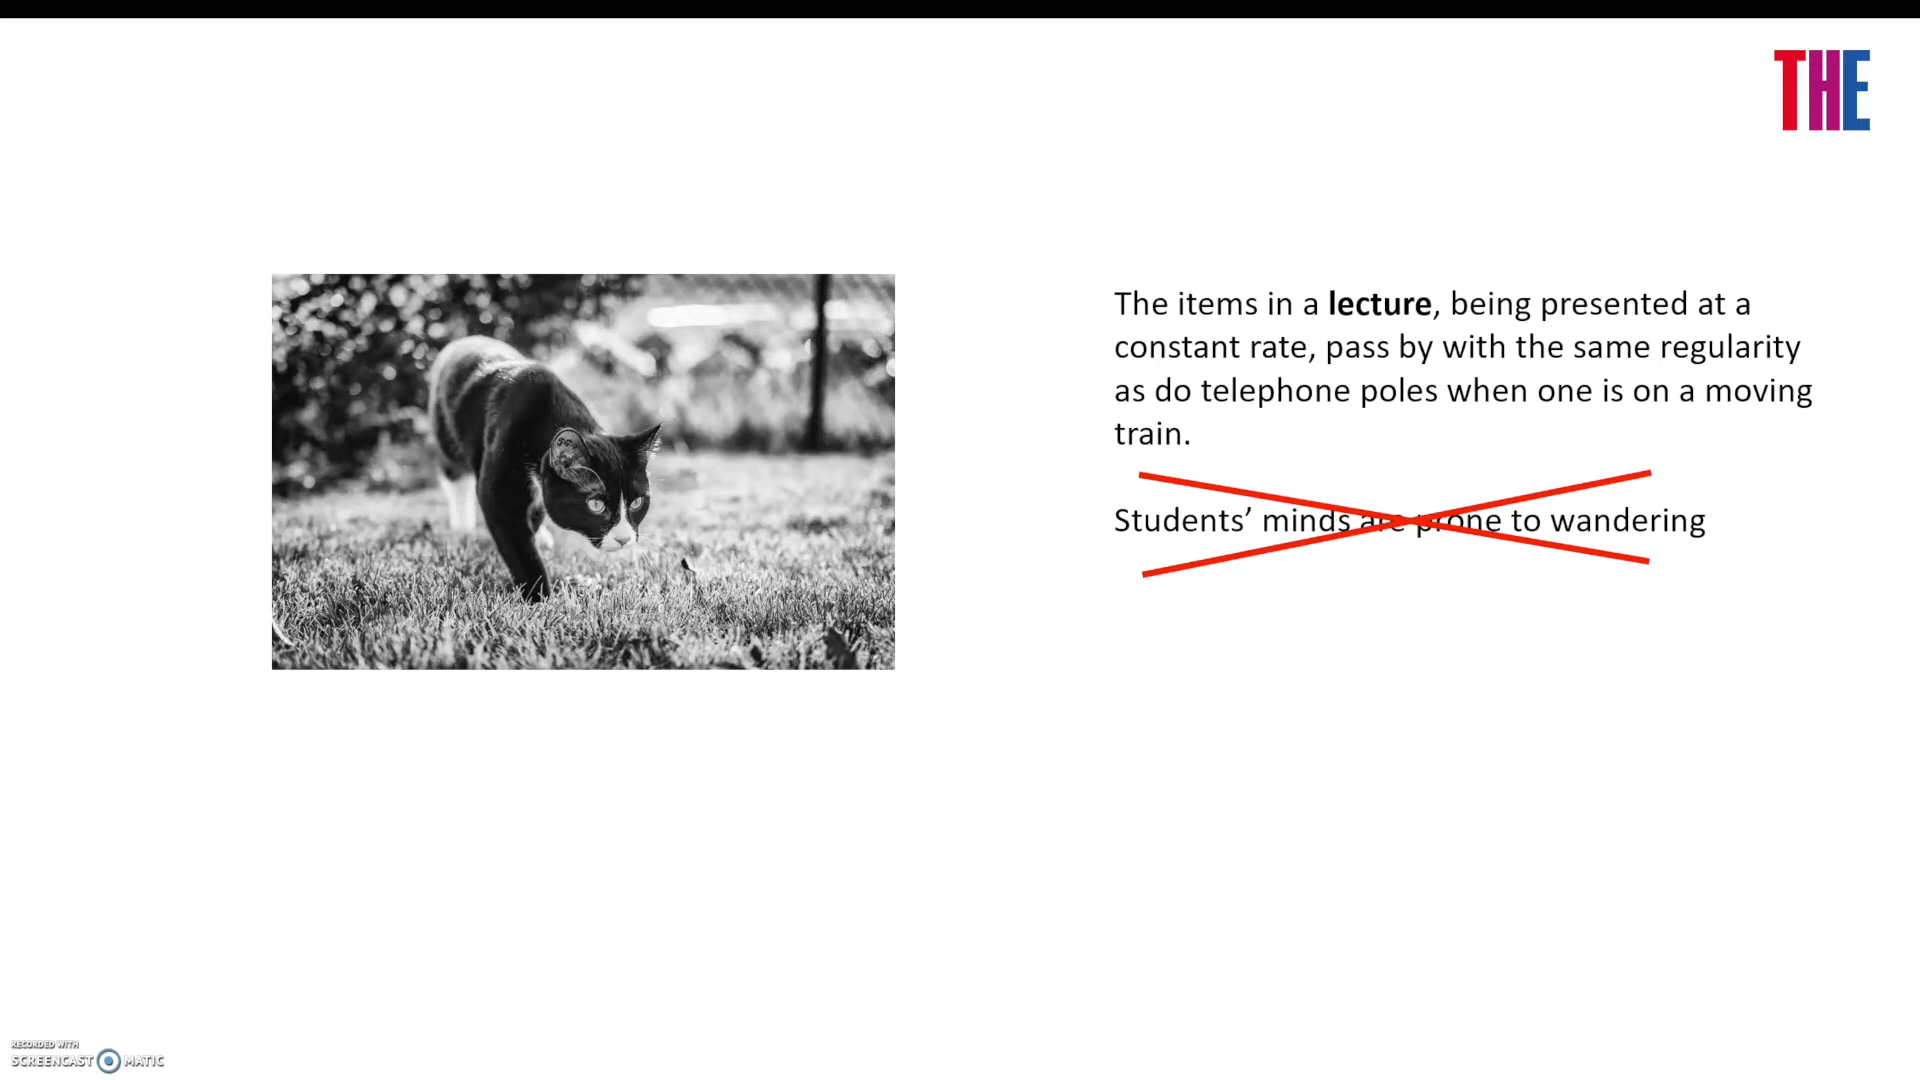 THE
The items in a lecture, being presented at a
constant rate, pass by with the same regularity
as do telephone poles when one is on a moving
train.
Students’ minds are prone to wandering
RECORDED WITH
SCREENCAST MATIC